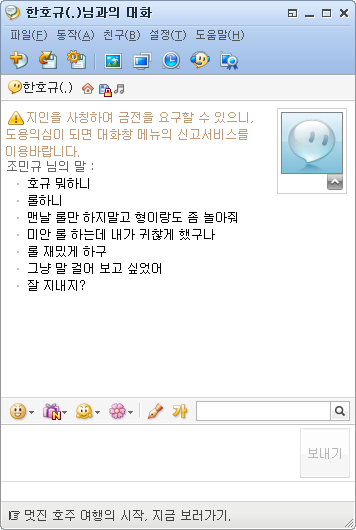 한호규(.)님과의 대화
파일(F) 동작(A) 친구(B) 설정(T) 도움말(H)
한호규(.)
지인을 사칭하며 금전을 요구할 수 있으니,
도용의심이 되면 대화창 메뉴의 신고서비스를
이용바랍니다.
조민규 님의 말 :
호규 뭐하니
롤하니
맨날 롤만 하지말고 형이랑도 좀 놀아줘
미안 롤 하는데 내가 귀찮게 했구나
롤 재밌게 하구
그냥 말 걸어 보고 싶었어
잘 지내지?
가
보내기
멋진 호주 여행의 시작, 지금 보러가기.